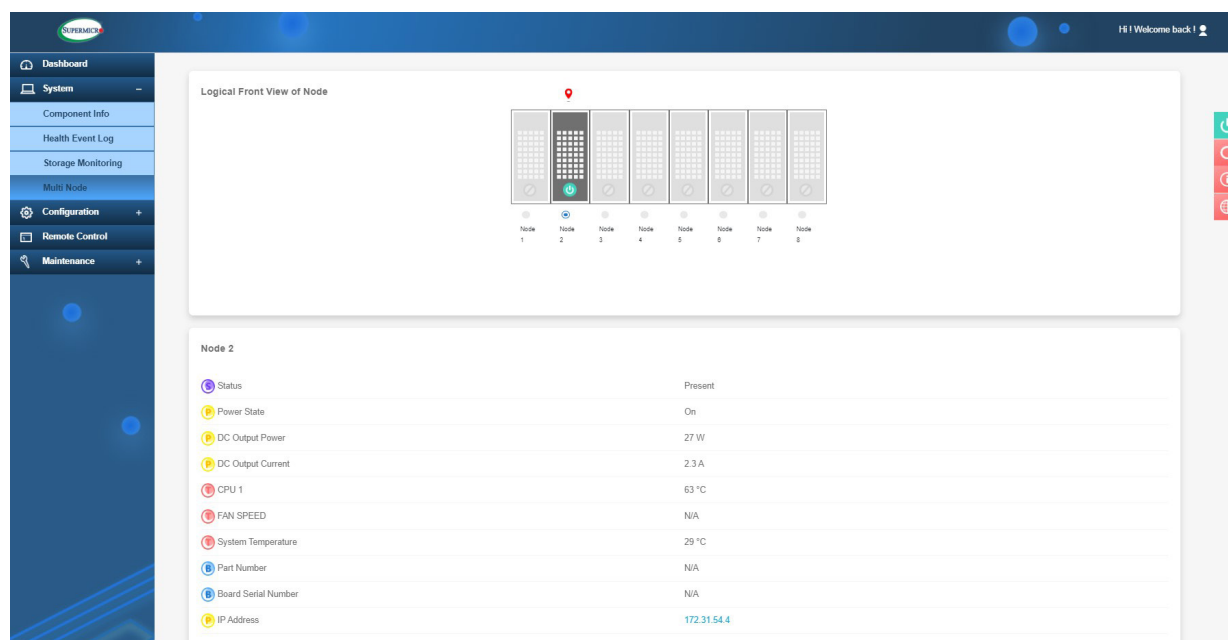 SUPERMICR
Hi ! Welcome back !
Dashboard
System –
Component Info
Health Event Log
Storage Monitoring
Multi Node
Configuration +
Remote Control
Maintenance +
Logical Front View of Node
Node 1
Node 2
Node 3
Node 4
Node 5
Node 6
Node 7
Node 8
Node 2
S Status Present
P Power State On
P DC Output Power 27 W
P DC Output Current 2.3 A
CPU 1 63 °C
FAN SPEED N/A
System Temperature 29 °C
B Part Number N/A
B Board Serial Number N/A
P IP Address 172.31.54.4